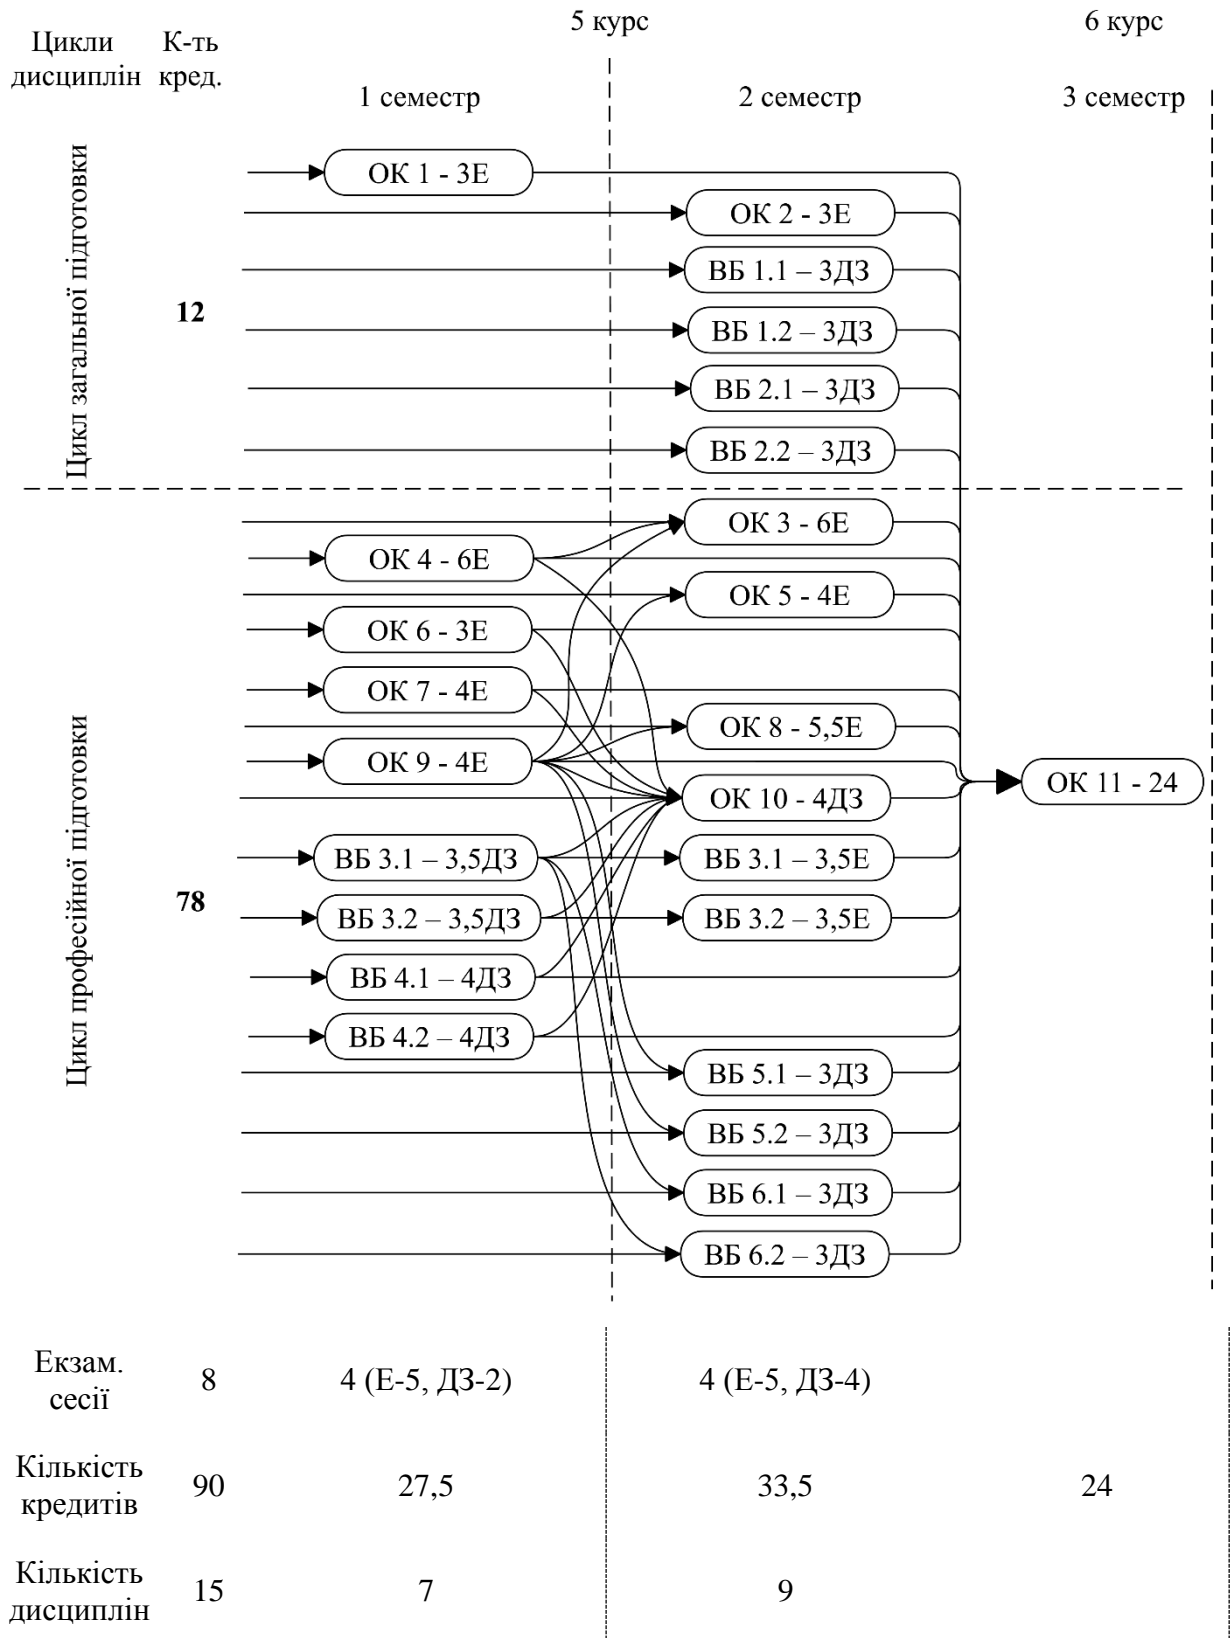 5 курс
6 курс
Цикли
дисциплін
К-ть
кред.
1 семестр
2 семестр
3 семестр
Цикл загальної підготовки
12
ОК 1 - 3Е
ОК 2 - 3Е
ВБ 1.1 – 3ДЗ
ВБ 1.2 – 3ДЗ
ВБ 2.1 – 3ДЗ
ВБ 2.2 – 3ДЗ
Цикл професійної підготовки
78
ОК 3 - 6Е
ОК 4 - 6Е
ОК 5 - 4Е
ОК 6 - 3Е
ОК 7 - 4Е
ОК 8 - 5,5Е
ОК 9 - 4Е
ОК 10 - 4ДЗ
ОК 11 - 24
ВБ 3.1 – 3,5ДЗ
ВБ 3.1 – 3,5Е
ВБ 3.2 – 3,5ДЗ
ВБ 3.2 – 3,5Е
ВБ 4.1 – 4ДЗ
ВБ 4.2 – 4ДЗ
ВБ 5.1 – 3ДЗ
ВБ 5.2 – 3ДЗ
ВБ 6.1 – 3ДЗ
ВБ 6.2 – 3ДЗ
Екзам.
сесії
8
4 (Е-5, ДЗ-2)
4 (Е-5, ДЗ-4)
Кількість
кредитів
90
27,5
33,5
24
Кількість
дисциплін
15
7
9